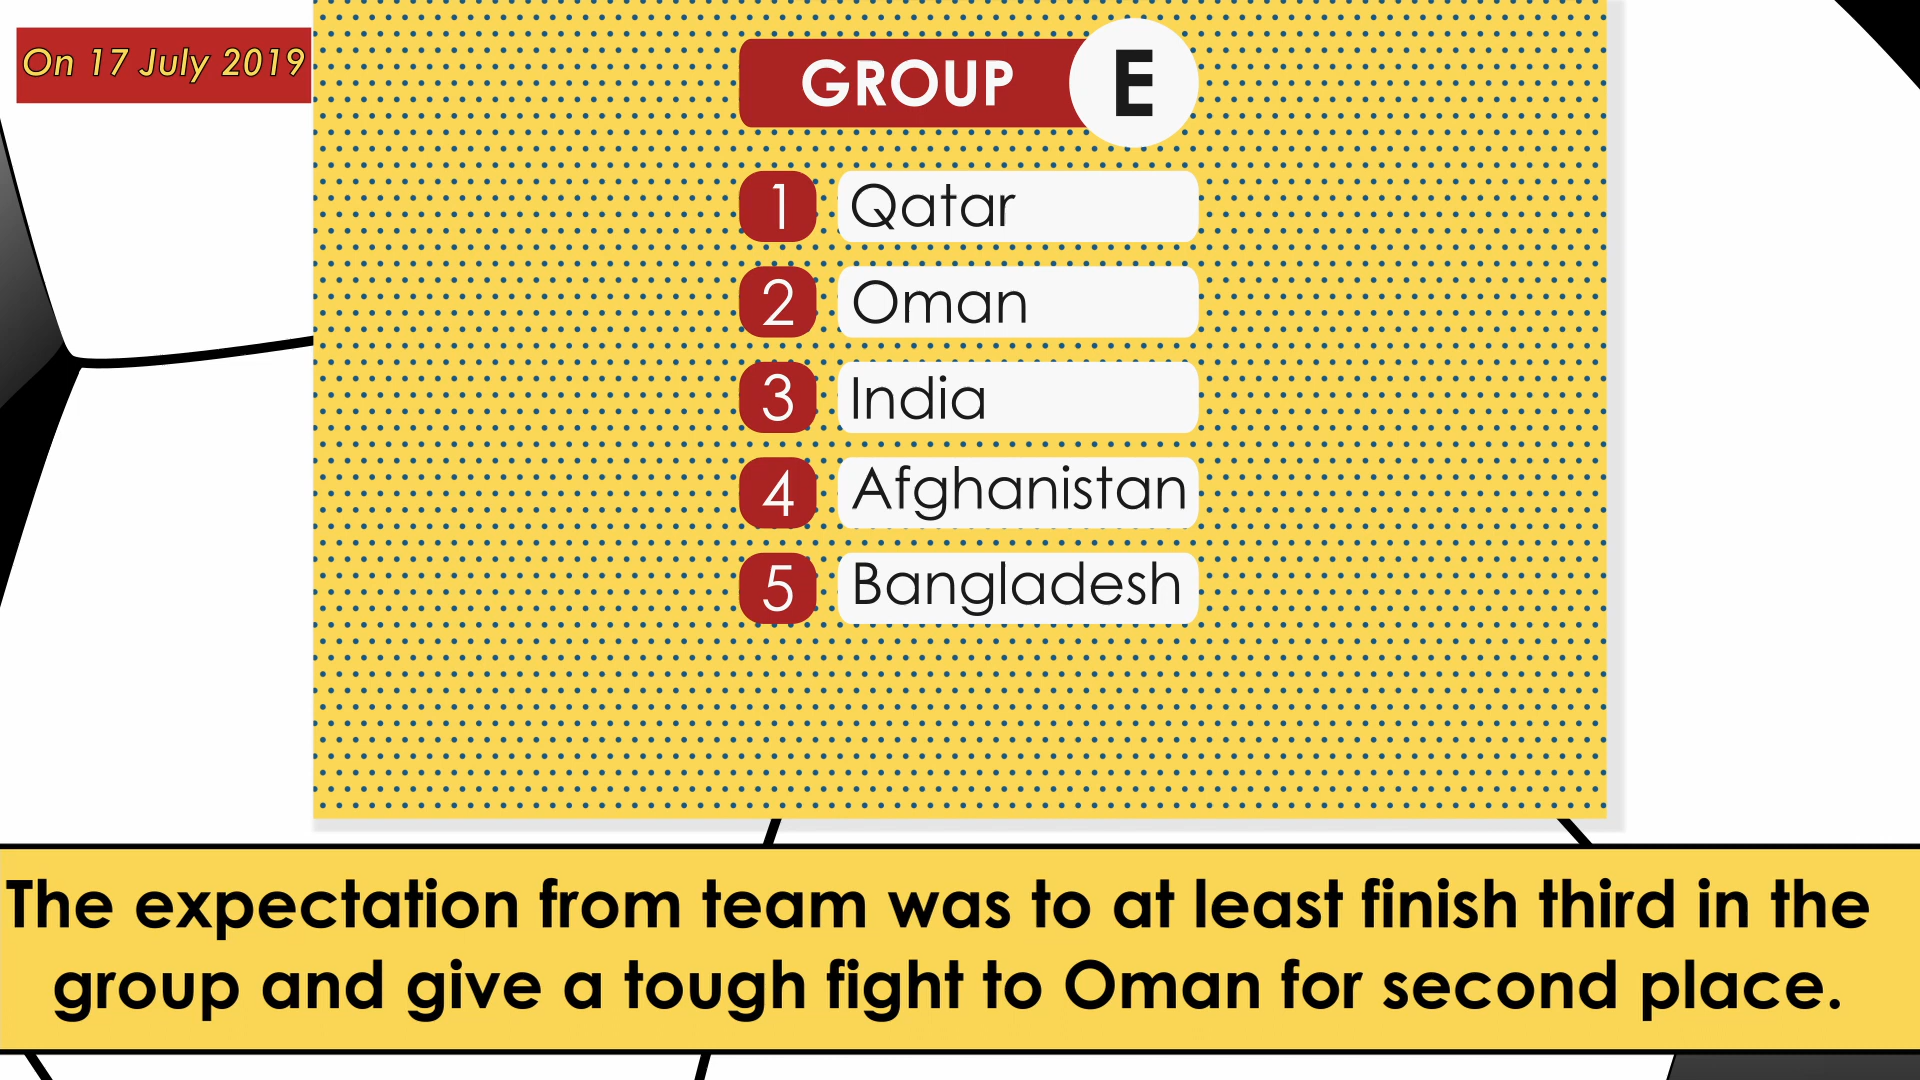 On 17 July 2019
GROUP E
1 Qatar
2 Oman
3 India
4 Afghanistan
5 Bangladesh
The expectation from team was to at least finish third in the
group and give a tough fight to Oman for second place.